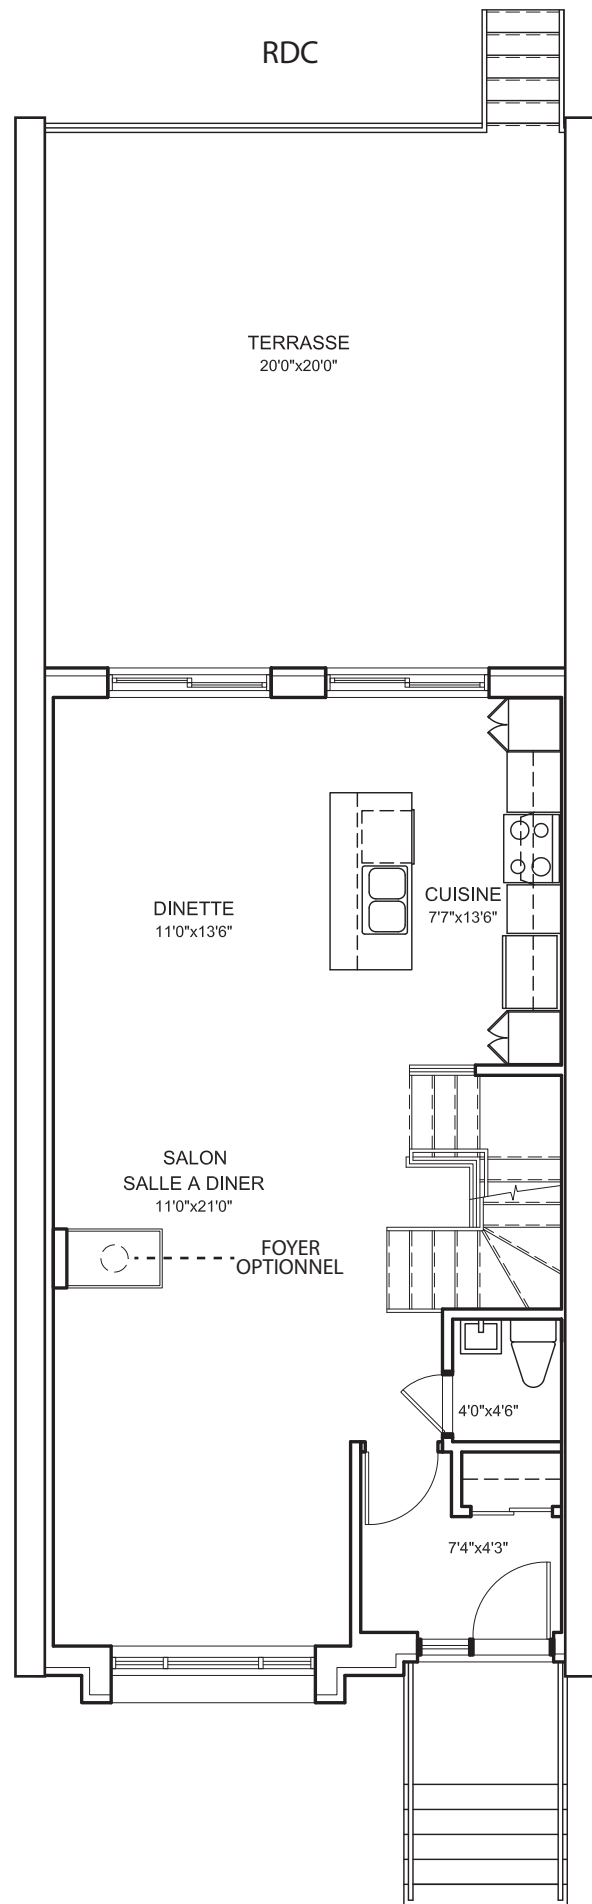 RDC
TERRASSE
20'0"x20'0"
DINETTE
11'0"x13'6"
CUISINE
7'7"x13'6"
SALON
SALLE A DINER
11'0"x21'0"
FOYER
OPTIONNEL
4'0"x4'6"
7'4"x4'3"